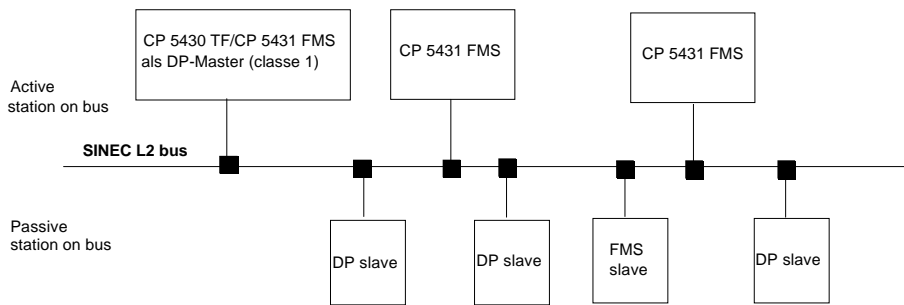 CP 5430 TF/CP 5431 FMS
als DP-Master (classe 1)
CP 5431 FMS
CP 5431 FMS
Active
station on bus
SINEC L2 bus
Passive
station on bus
DP slave
DP slave
FMS
slave
DP slave